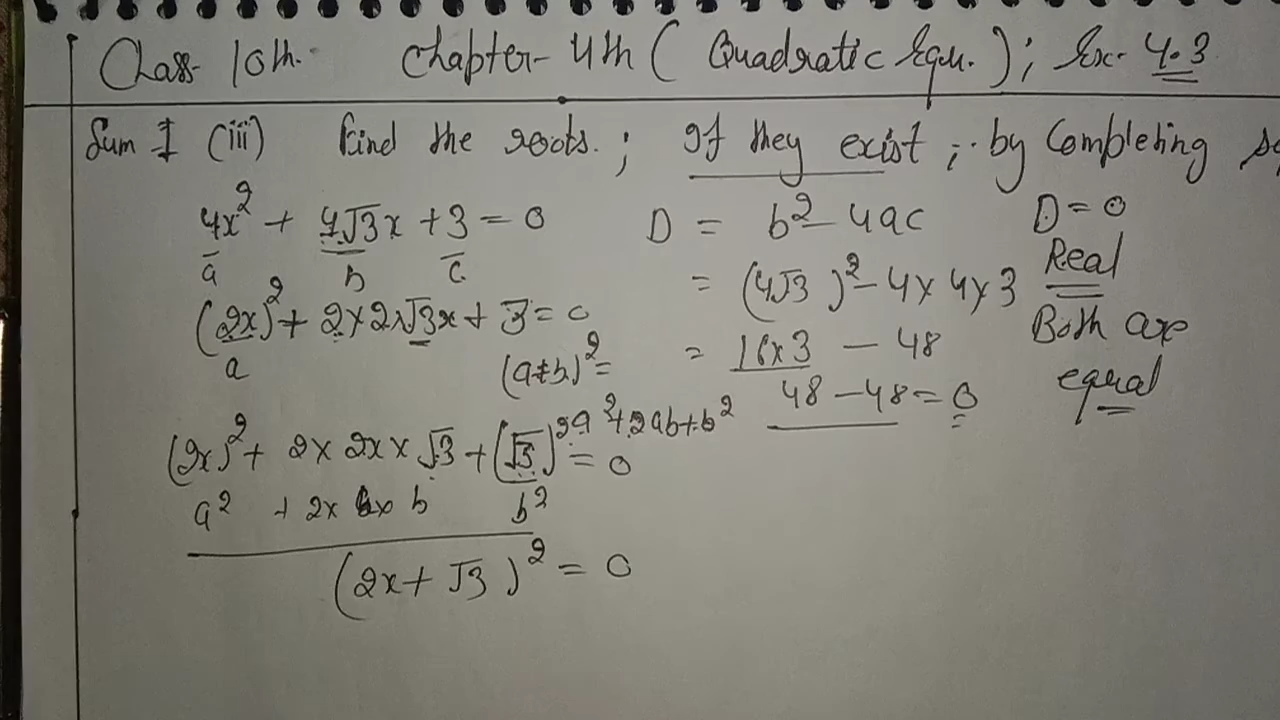 Class 10th. Chapter-4th ( Quadratic Equ. ) ; Ex- 4.3
Sum 1 (iii) Find the roots. ; If they exist ; by Completing
4x² + 4√3x + 3 = 0
a b c
(2x)² + 2×2√3x + 3 = 0
a
(a+b)² = a² + 2ab + b²
(2x)² + 2× 2x × √3 + (√3)² = 0
a² + 2× a× b b²
(2x + √3 )² = 0
D = b² - 4ac
= (4√3 )² - 4× 4×3
= 16×3 - 48
48 - 48 = 0
D = 0
Real
Both are
equal